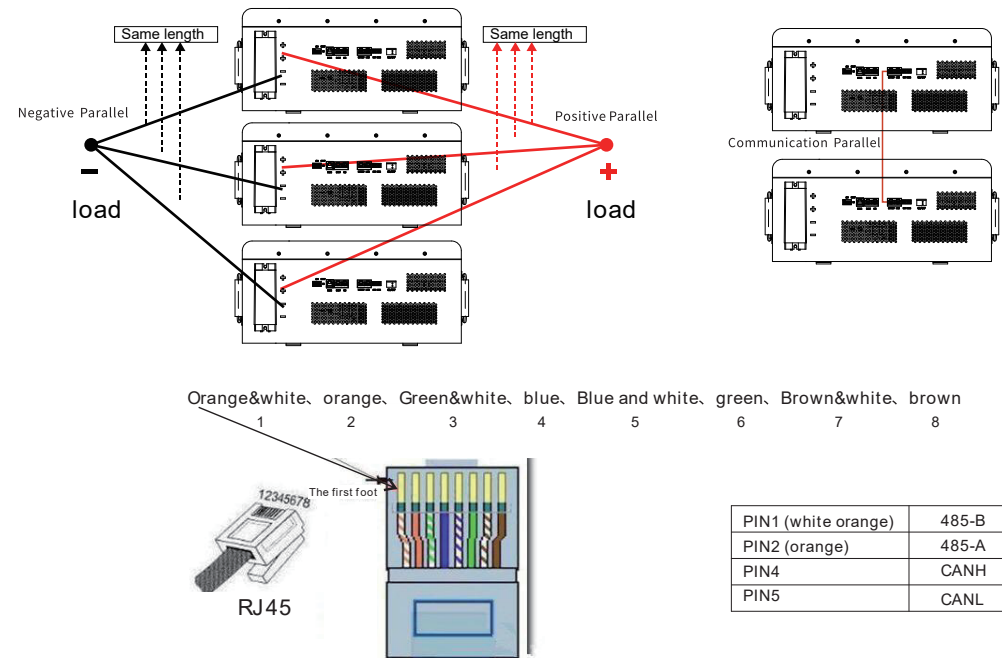 Same length
Same length
Negative Parallel
Positive Parallel
Communication Parallel
-
+
load
load
Orange&white、orange、Green&white、blue、Blue and white、green、Brown&white、brown
1 2 3 4 5 6 7 8
The first foot
12345678
RJ45
PIN1 (white orange) 485-B
PIN2 (orange) 485-A
PIN4 CANH
PIN5 CANL